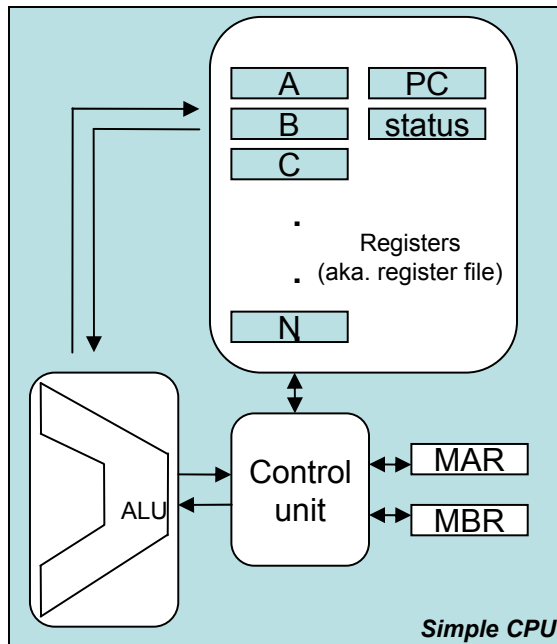 A
PC
B
status
C
.
Registers
(aka. register file)
.
N
Control
unit
ALU
MAR
MBR
Simple CPU